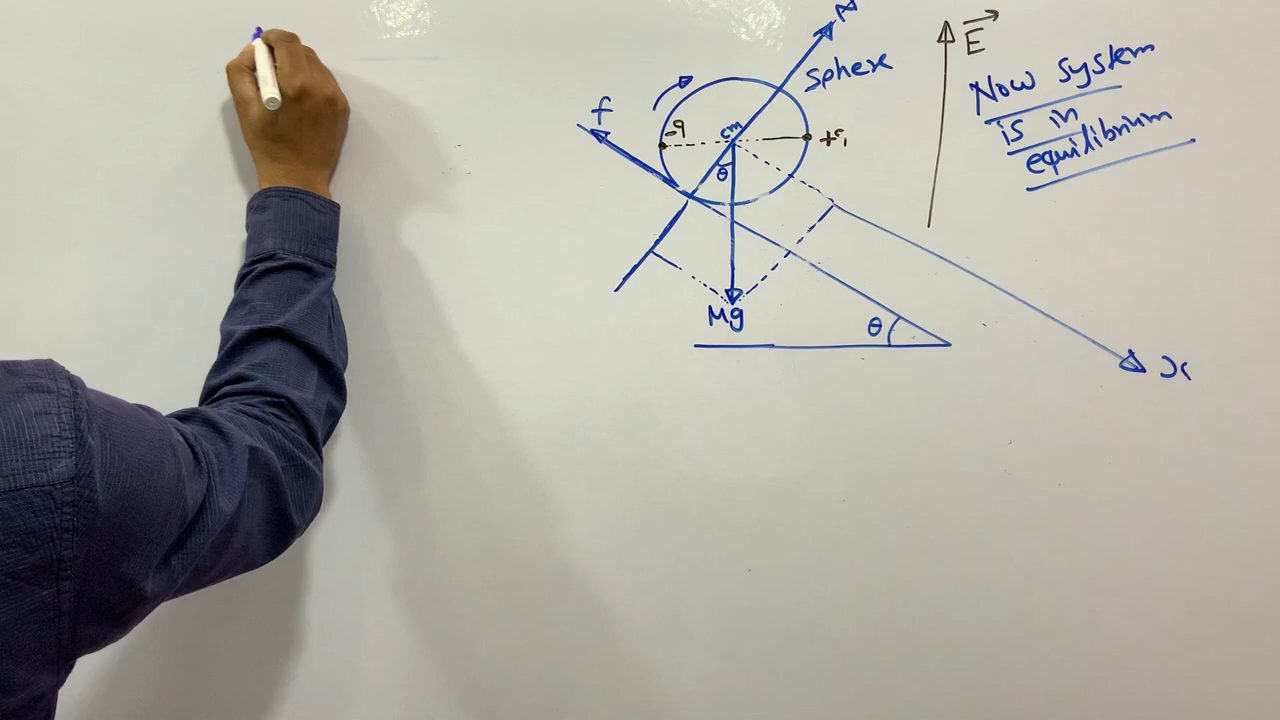 N
sphere
E
Now system
is in
equilibrium
f
-q
cm
+q
θ
Mg
θ
x